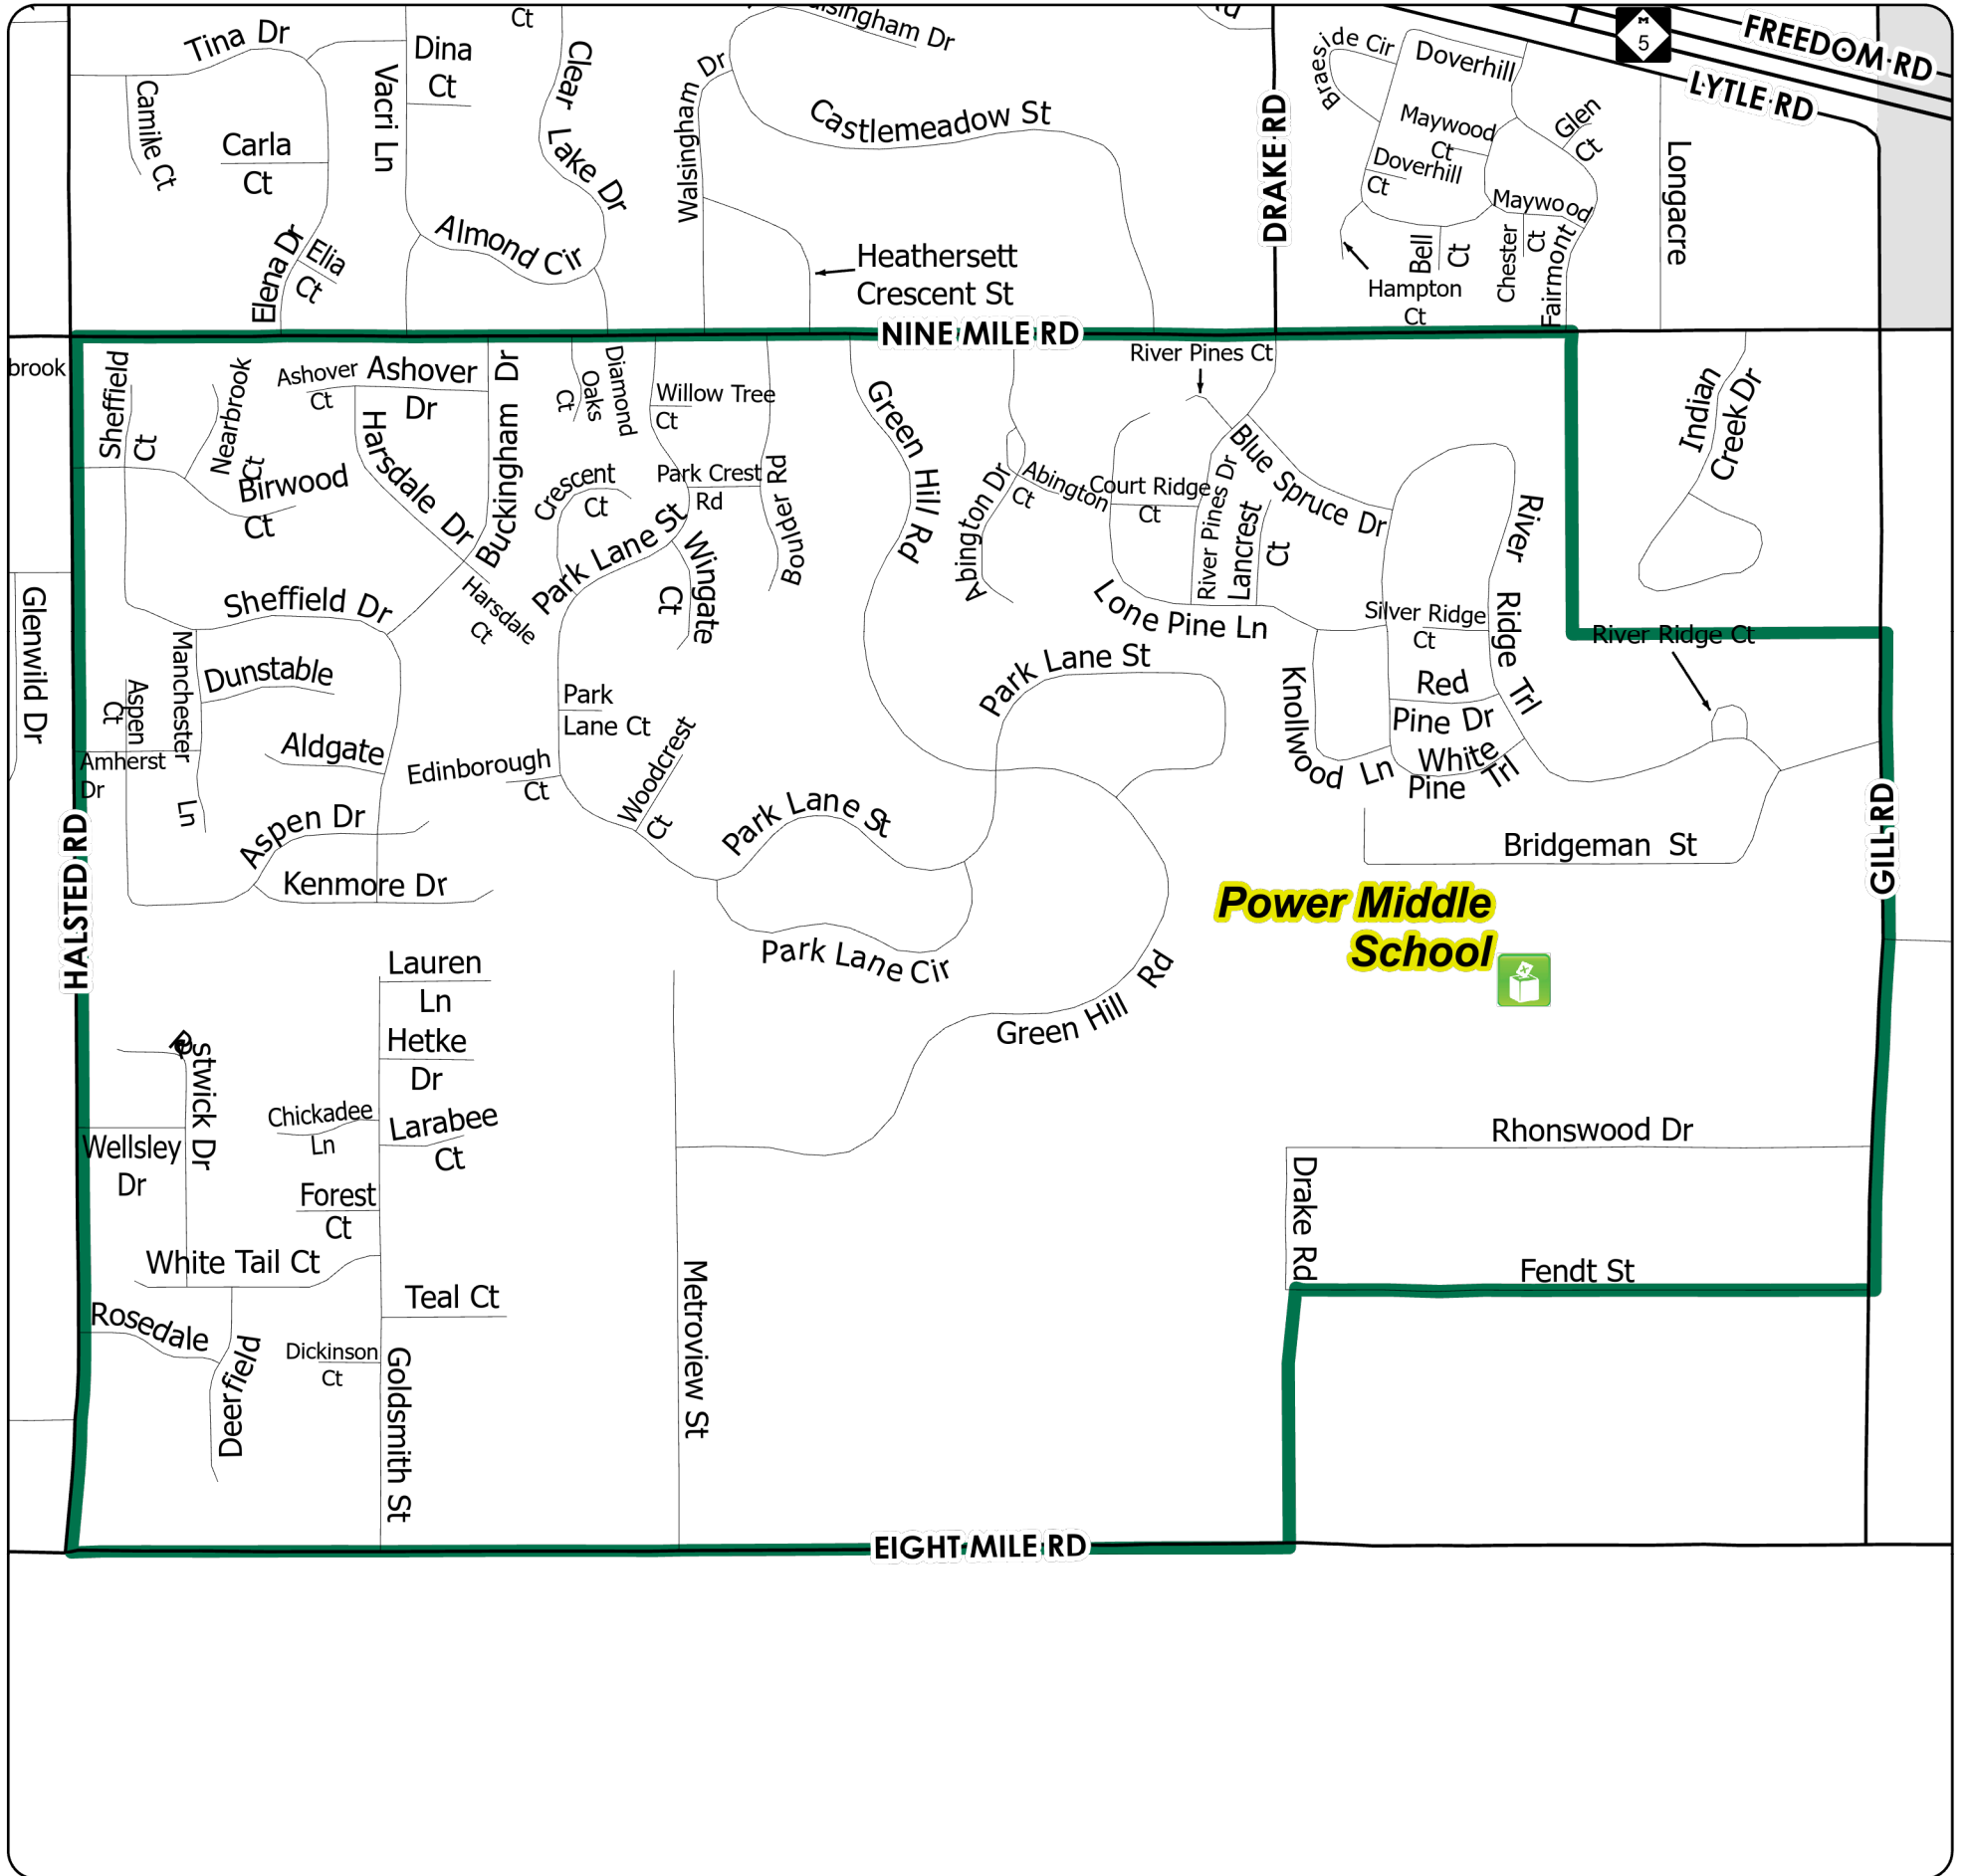 Ct
Walsingham Dr
Rd
M
5
FREEDOM RD
LYTLE RD
Tina Dr
Dina
Ct
Camille Ct
Carla
Ct
Vacri Ln
Clear Lake Dr
Walsingham Dr
Castlemeadow St
DRAKE RD
Braeside Cir
Doverhill
Maywood
Ct
Doverhill
Ct
Glen
Ct
Maywood
Longacre
Elena Dr
Elia
Ct
Almond Cir
Heathersett
Crescent St
Bell
Ct
Chester
Ct
Fairmont
Hampton
Ct
NINE MILE RD
brook
Sheffield
Ct
Nearbrook
Ct
Ashover
Ct
Ashover
Dr
Buckingham Dr
Harsdale Dr
Birwood
Ct
Diamond
Oaks
Ct
Willow Tree
Ct
Park Crest
Rd
Boulder Rd
Crescent
Ct
Park Lane St
Wingate
Ct
Green Hill Rd
River Pines Ct
Abington Dr
Abington
Ct
Court Ridge
Ct
River Pines Dr
Lancrest
Ct
Blue Spruce Dr
River Ridge Trl
Indian
Creek Dr
Lone Pine Ln
Silver Ridge
Ct
River Ridge Ct
Glenwild Dr
Sheffield Dr
Harsdale
Ct
Manchester
Ln
Dunstable
Aspen
Ct
Amherst
Dr
Aldgate
Aspen Dr
Kenmore Dr
Edinborough
Ct
Park
Lane Ct
Woodcrest
Ct
Park Lane St
Park Lane St
Park Lane Cir
Knollwood Ln
Red
Pine Dr
White
Pine Trl
Bridgeman St
GILL RD
HALSTED RD
Power Middle
School
Green Hill Rd
Lauren
Ln
Hetke
Dr
stwick Dr
Chickadee
Ln
Larabee
Ct
Wellsley
Dr
Forest
Ct
White Tail Ct
Teal Ct
Rosedale
Deerfield
Dickinson
Ct
Goldsmith St
Metroview St
Rhonswood Dr
Drake Rd
Fendt St
EIGHT MILE RD